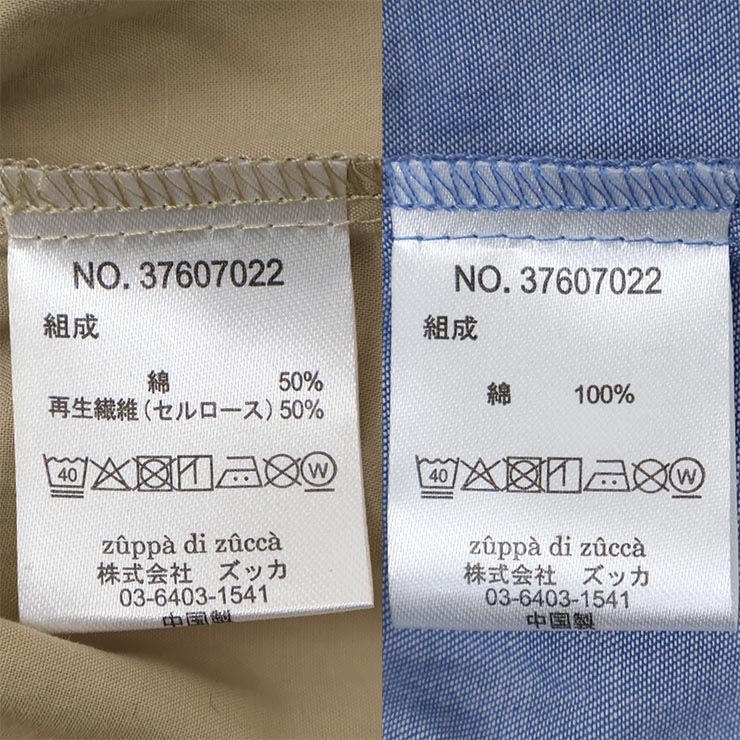 NO. 37607022
組成
綿 50%
再生繊維(セルロース)50%
40 W
zûppà di zûccà
株式会社 ズッカ
03-6403-1541
中国製
NO. 37607022
組成
綿 100%
40 W
zûppà di zûccà
株式会社 ズッカ
03-6403-1541
中国製